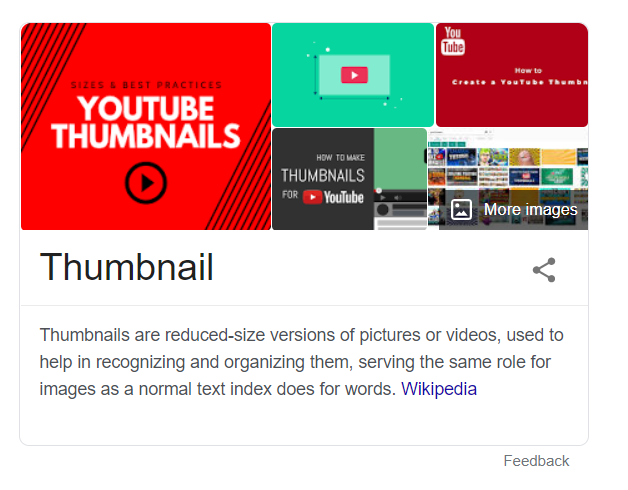 SIZES & BEST PRACTICES
YOUTUBE
THUMBNAILS
You
Tube
How to
Create a YouTube Thumbn
HOW TO MAKE
THUMBNAILS
FOR YouTube
More images
Thumbnail
Thumbnails are reduced-size versions of pictures or videos, used to
help in recognizing and organizing them, serving the same role for
images as a normal text index does for words. Wikipedia
Feedback